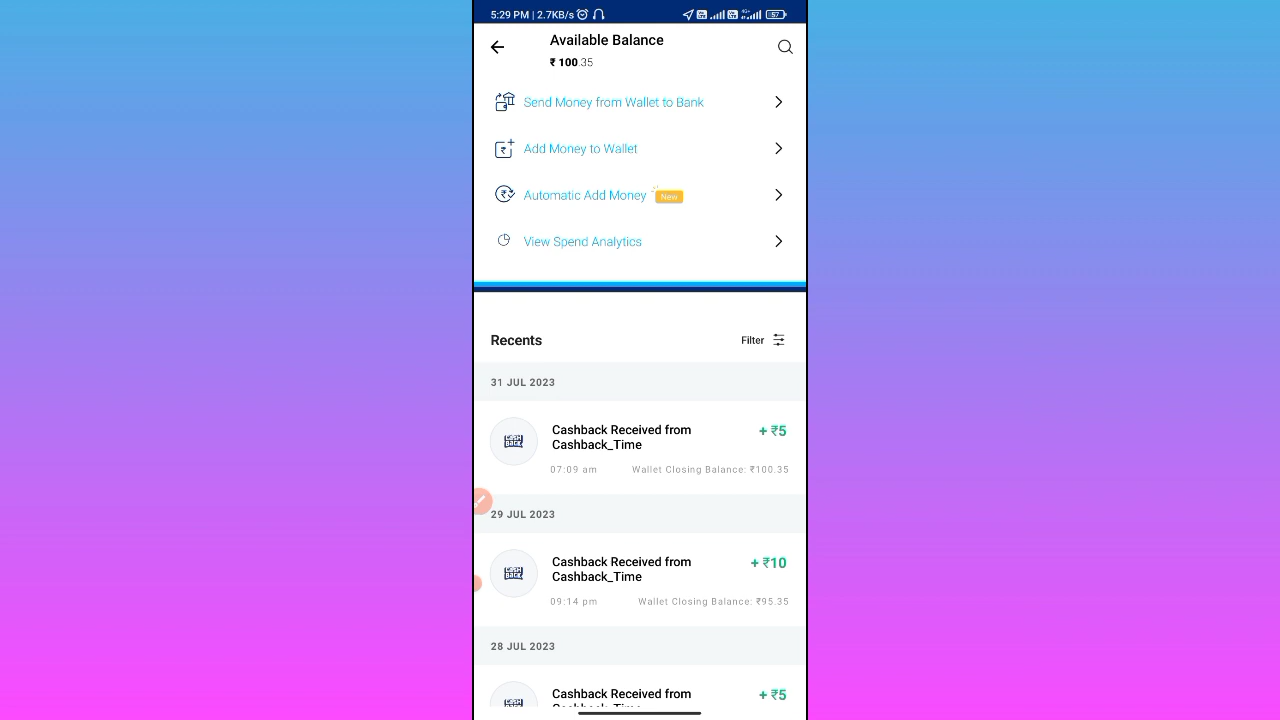 5:29 PM | 2.7KB/s
4G+
57
Available Balance
₹ 100.35
Send Money from Wallet to Bank
Add Money to Wallet
Automatic Add Money New
View Spend Analytics
Recents
Filter
31 JUL 2023
Cashback Received from
Cashback_Time
+ ₹5
07:09 am
Wallet Closing Balance: ₹100.35
29 JUL 2023
Cashback Received from
Cashback_Time
+ ₹10
09:14 pm
Wallet Closing Balance: ₹95.35
28 JUL 2023
Cashback Received from
+ ₹5